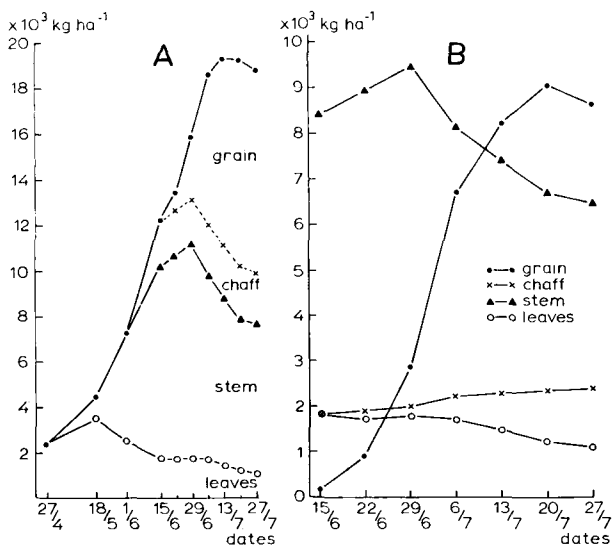 ×10³ kg ha⁻¹
A
20
18
16
14
12
10
8
6
4
2
grain
chaff
stem
leaves
27/4
18/5
1/6
15/6
29/6
13/7
27/7
dates
×10³ kg ha⁻¹
B
10
9
8
7
6
5
4
3
2
1
0
grain
chaff
stem
leaves
15/6
22/6
29/6
6/7
13/7
20/7
27/7
dates